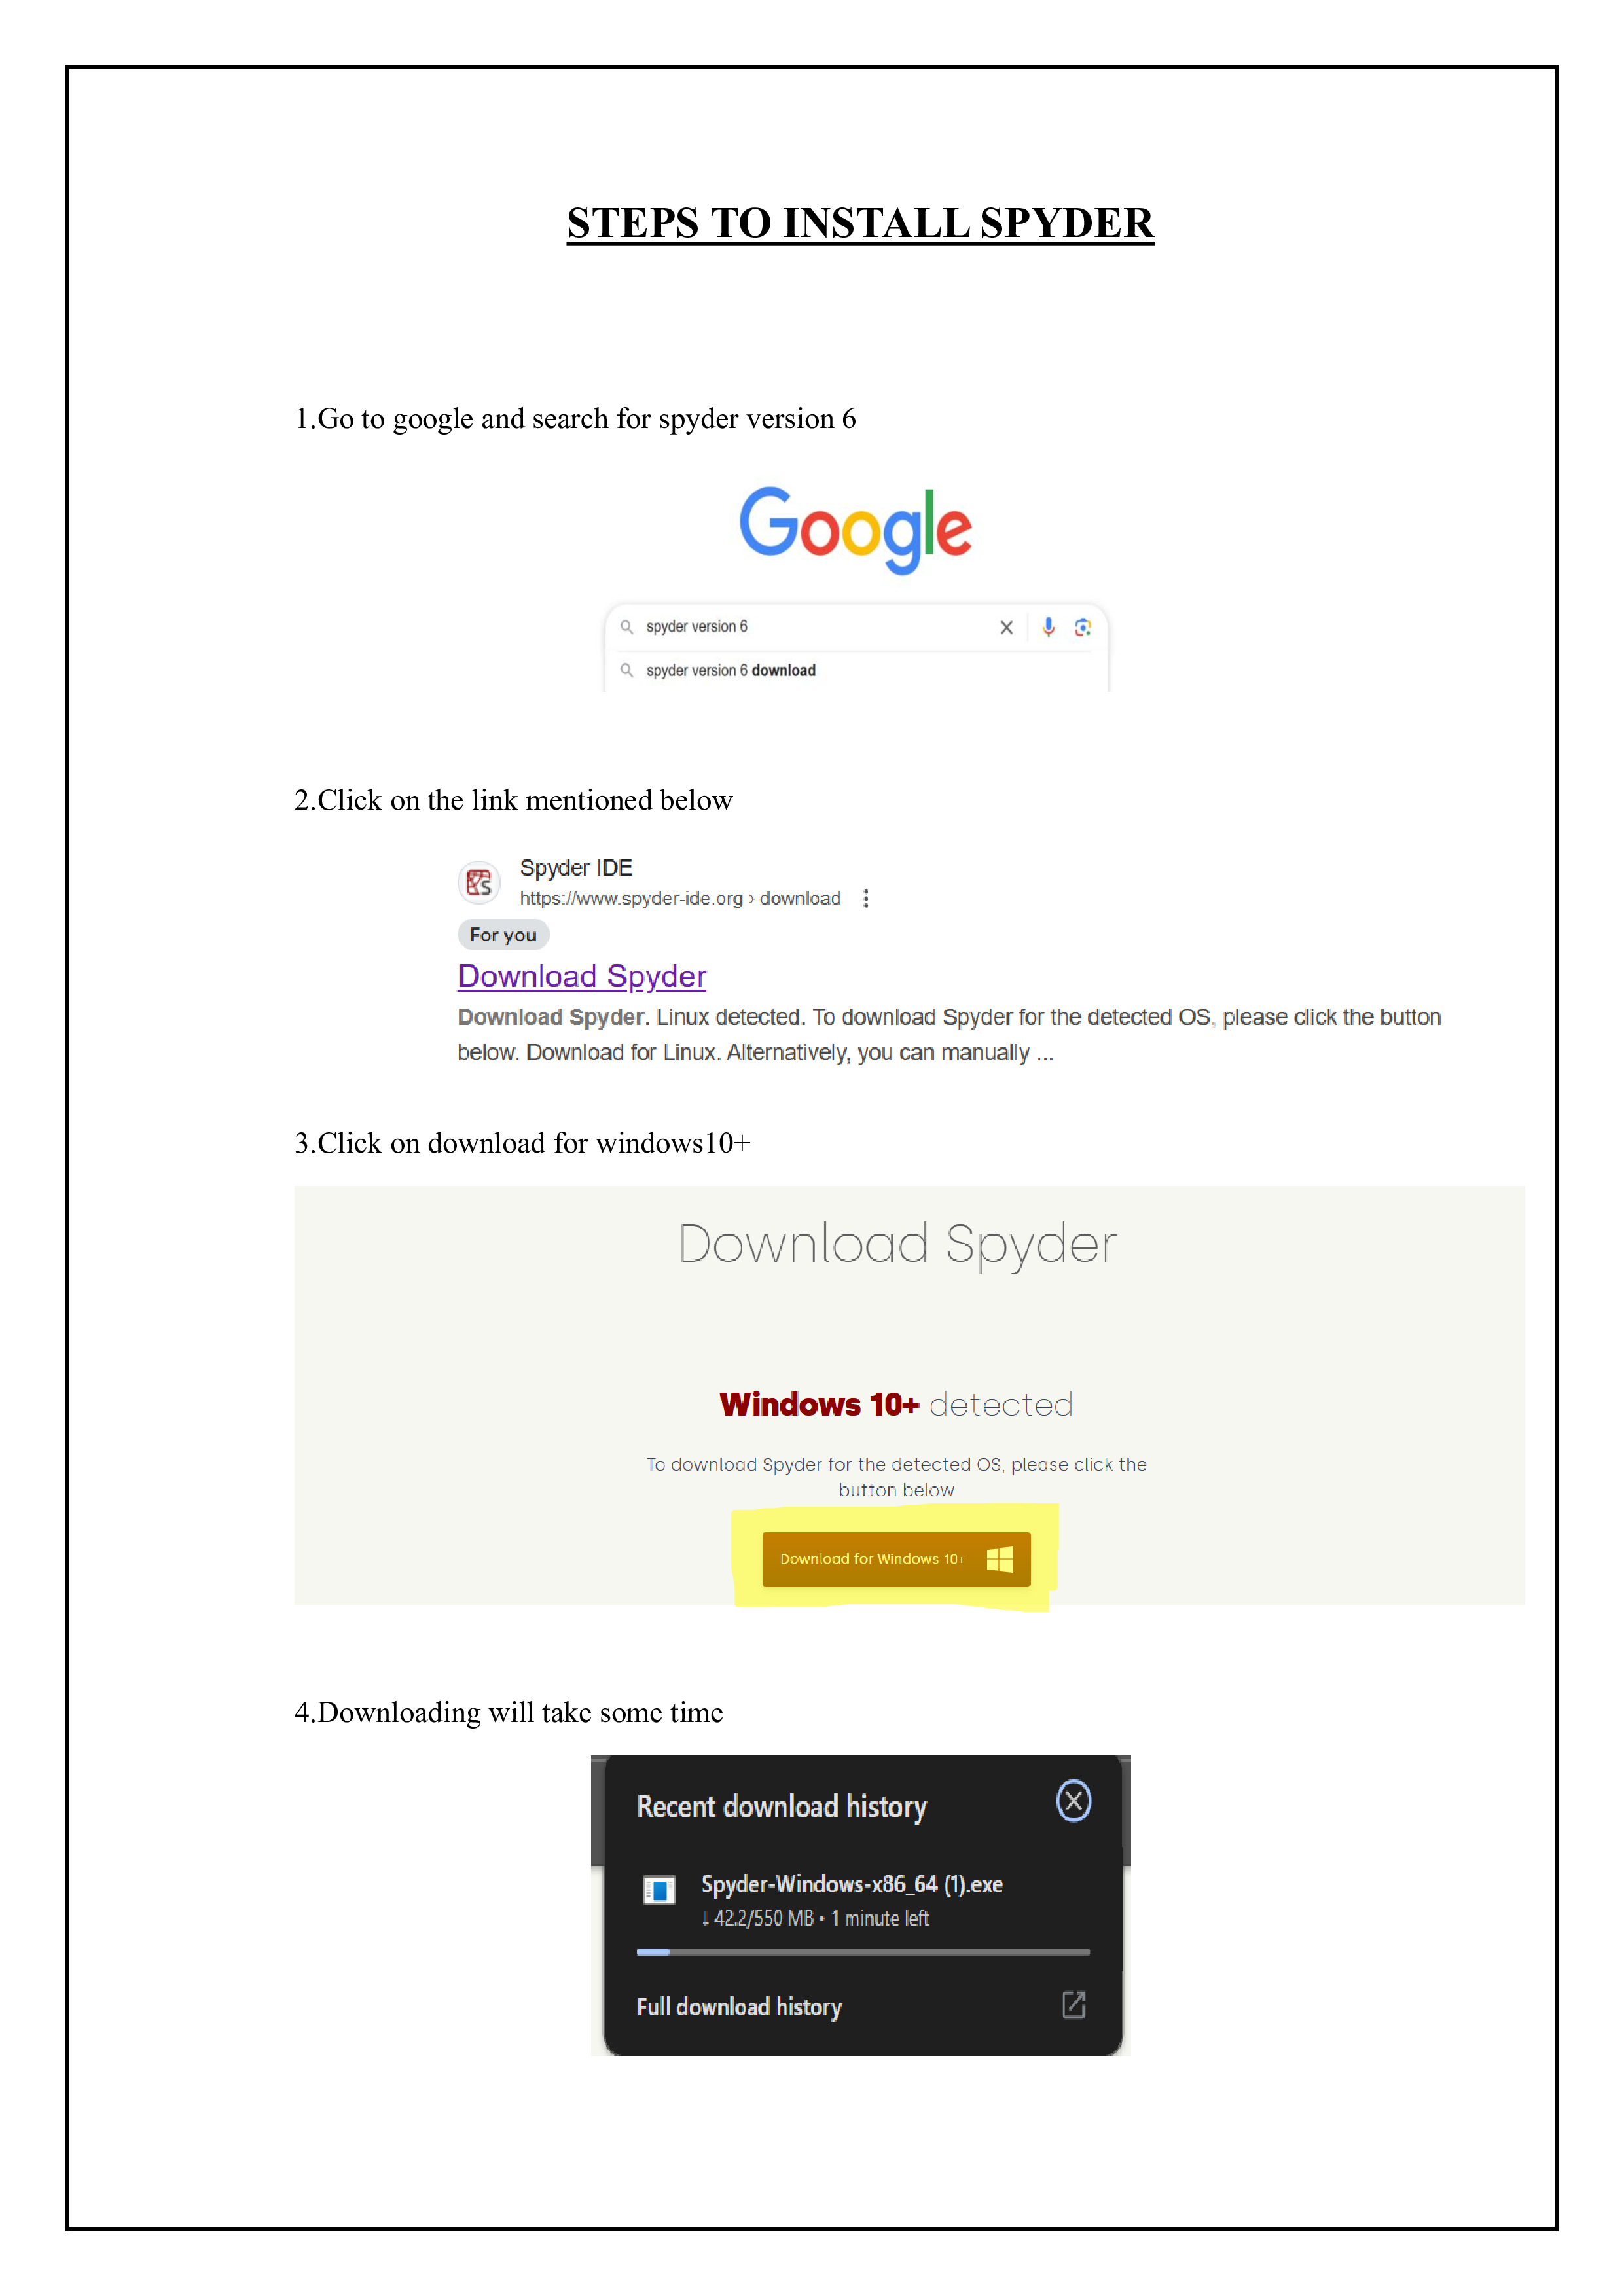 STEPS TO INSTALL SPYDER
1.Go to google and search for spyder version 6
Google
spyder version 6
spyder version 6 download
2.Click on the link mentioned below
Spyder IDE
https://www.spyder-ide.org › download
For you
Download Spyder
Download Spyder. Linux detected. To download Spyder for the detected OS, please click the button
below. Download for Linux. Alternatively, you can manually ...
3.Click on download for windows10+
Download Spyder
Windows 10+ detected
To download Spyder for the detected OS, please click the
button below
Download for Windows 10+
4.Downloading will take some time
Recent download history
Spyder-Windows-x86_64 (1).exe
↓ 42.2/550 MB • 1 minute left
Full download history